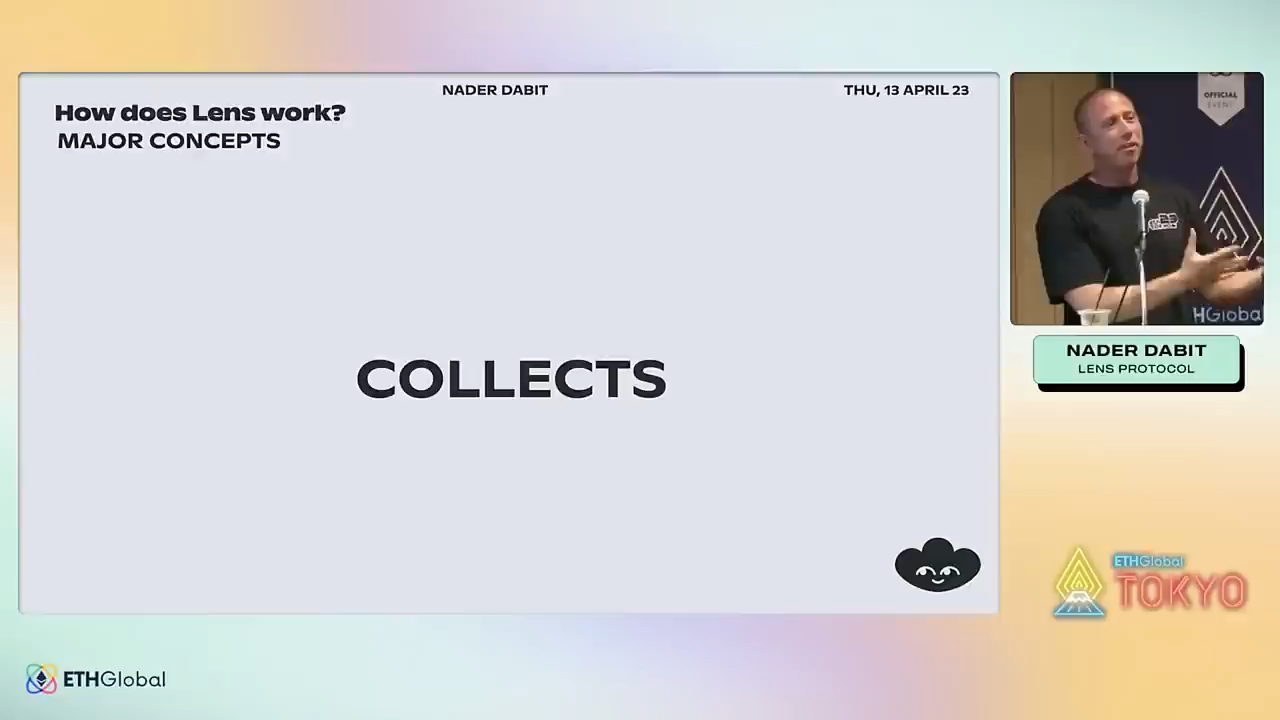 NADER DABIT
THU, 13 APRIL 23
How does Lens work?
MAJOR CONCEPTS
COLLECTS
OFFICIAL
EVENT
HGlobal
NADER DABIT
LENS PROTOCOL
ETHGlobal
TOKYO
ETHGlobal